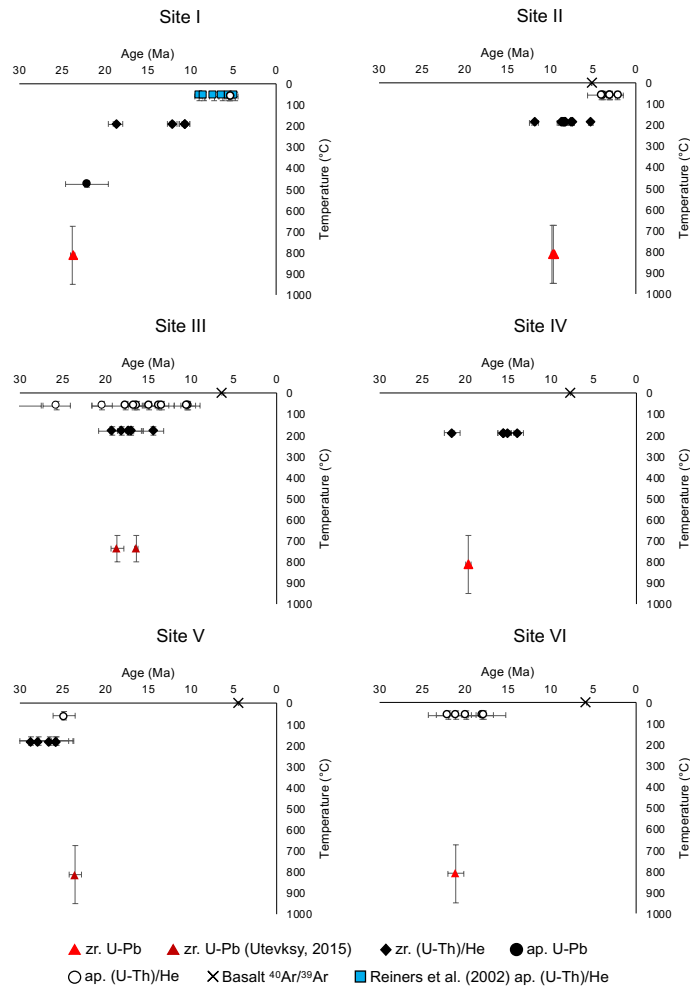 Site I
Age (Ma)
30 25 20 15 10 5 0
0
100
200
300
400
500
600
700
800
900
1000
Temperature (°C)
Site II
Age (Ma)
30 25 20 15 10 5 0
0
100
200
300
400
500
600
700
800
900
1000
Temperature (°C)
Site III
Age (Ma)
30 25 20 15 10 5 0
0
100
200
300
400
500
600
700
800
900
1000
Temperature (°C)
Site IV
Age (Ma)
30 25 20 15 10 5 0
0
100
200
300
400
500
600
700
800
900
1000
Temperature (°C)
Site V
Age (Ma)
30 25 20 15 10 5 0
0
100
200
300
400
500
600
700
800
900
1000
Temperature (°C)
Site VI
Age (Ma)
30 25 20 15 10 5 0
0
100
200
300
400
500
600
700
800
900
1000
Temperature (°C)
zr. U-Pb zr. U-Pb (Utevksy, 2015) zr. (U-Th)/He ap. U-Pb
ap. (U-Th)/He Basalt ⁴⁰Ar/³⁹Ar Reiners et al. (2002) ap. (U-Th)/He